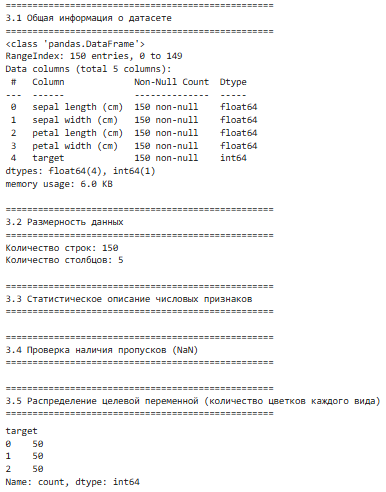 ==================================================
3.1 Общая информация о датасете
==================================================
<class 'pandas.DataFrame'>
RangeIndex: 150 entries, 0 to 149
Data columns (total 5 columns):
 #   Column             Non-Null Count  Dtype
---  ------             --------------  -----
 0   sepal length (cm)  150 non-null    float64
 1   sepal width (cm)   150 non-null    float64
 2   petal length (cm)  150 non-null    float64
 3   petal width (cm)   150 non-null    float64
 4   target             150 non-null    int64
dtypes: float64(4), int64(1)
memory usage: 6.0 KB
==================================================
3.2 Размерность данных
==================================================
Количество строк: 150
Количество столбцов: 5
==================================================
3.3 Статистическое описание числовых признаков
==================================================
==================================================
3.4 Проверка наличия пропусков (NaN)
==================================================
==================================================
3.5 Распределение целевой переменной (количество цветков каждого вида)
==================================================
target
0    50
1    50
2    50
Name: count, dtype: int64